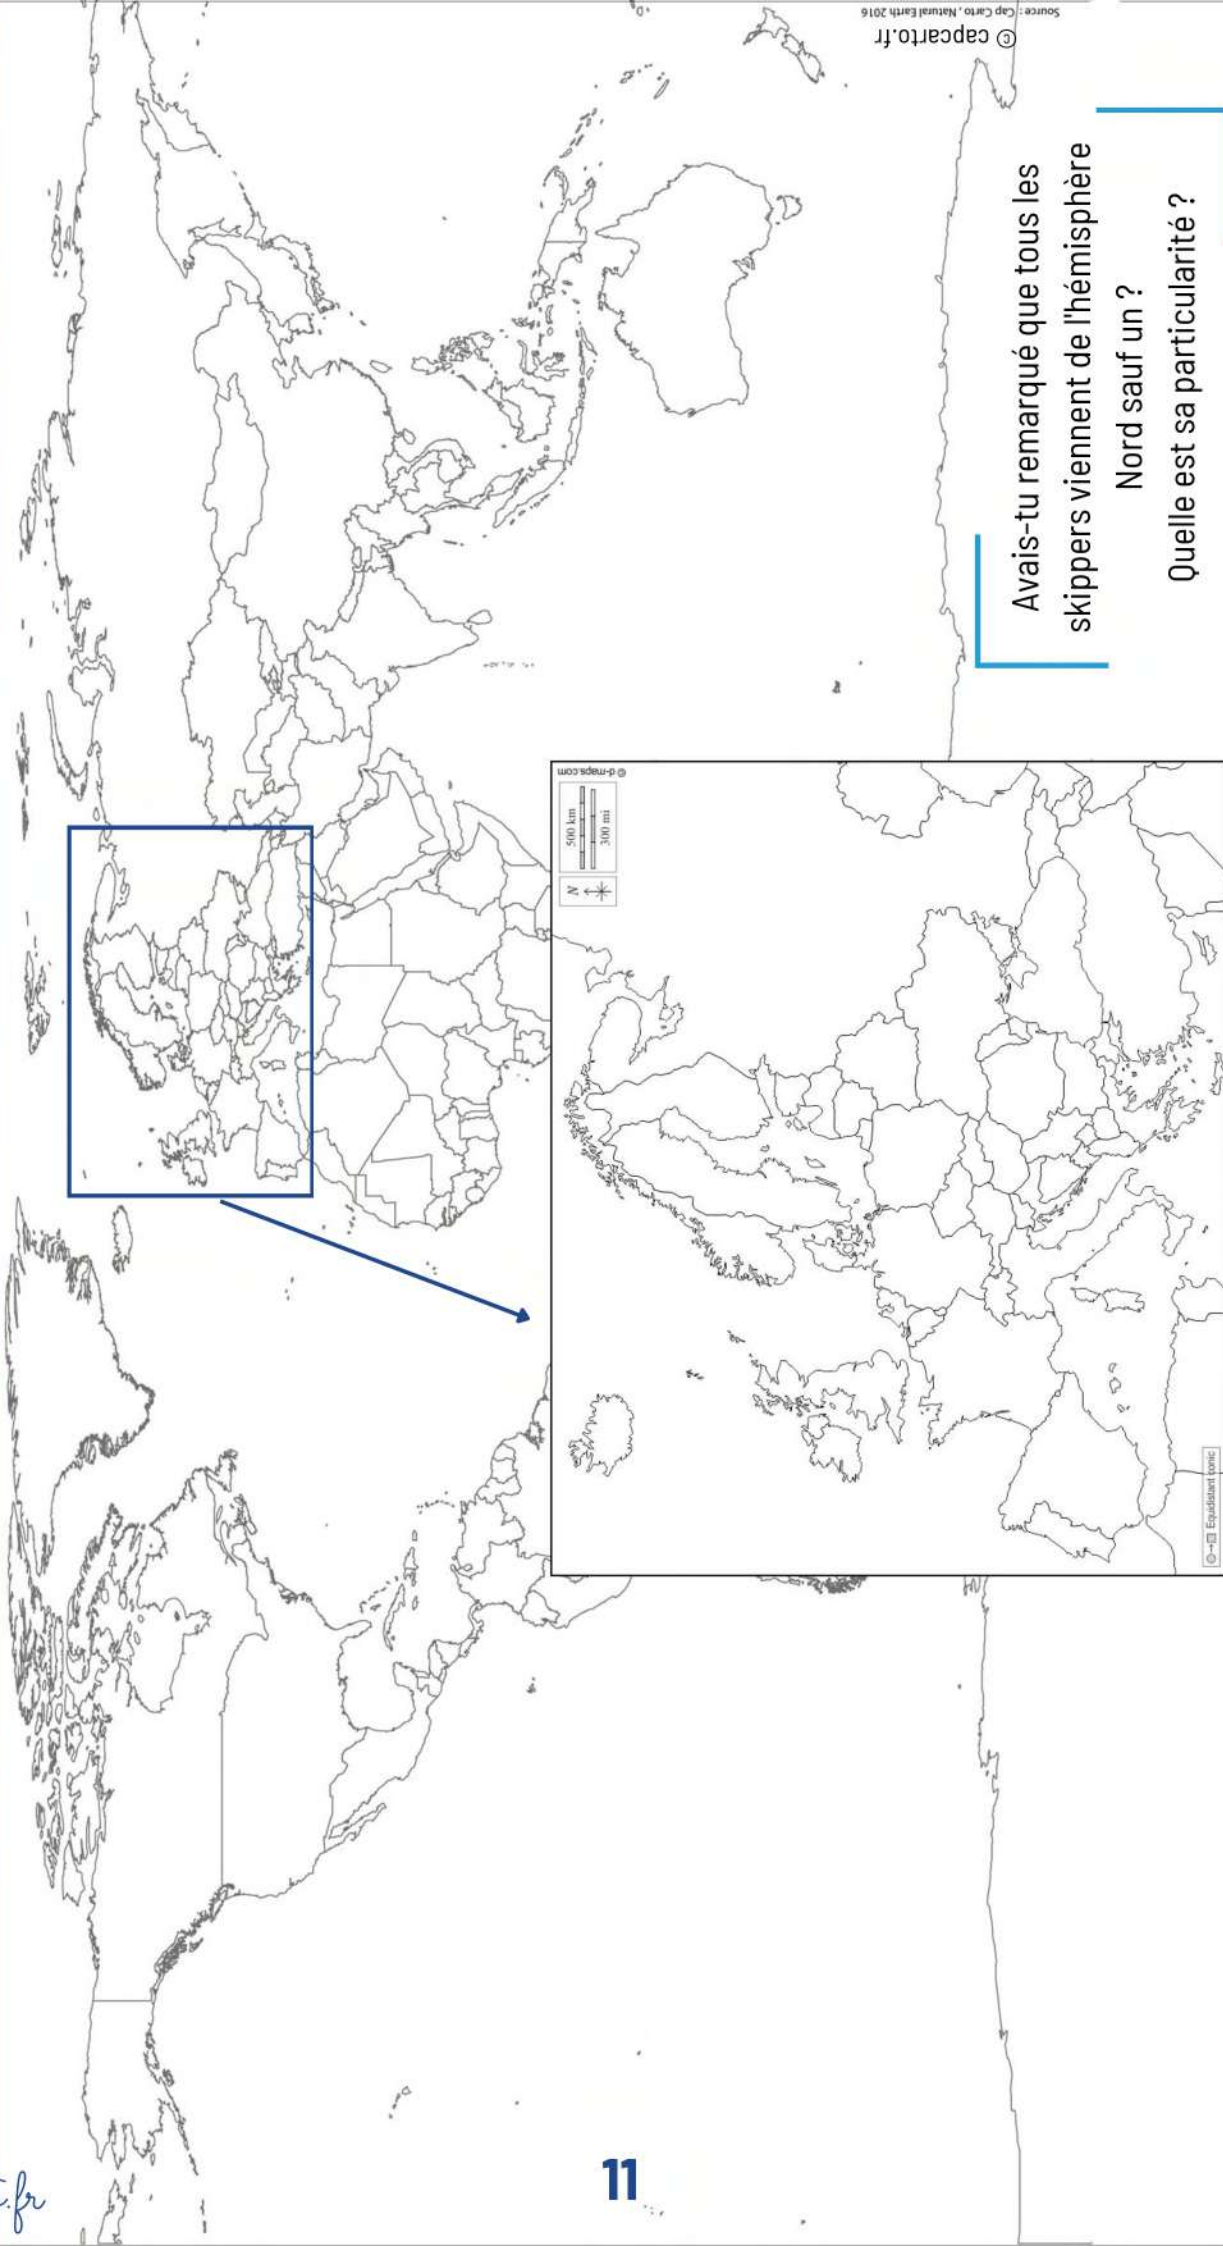 Source : Cap Carto , Natural Earth 2016
© capcarto.fr
Avais-tu remarqué que tous les
skippers viennent de l'hémisphère
Nord sauf un ?
Quelle est sa particularité ?
© d-maps.com
500 km
300 mi
N
Equidistant conic
11
.fr